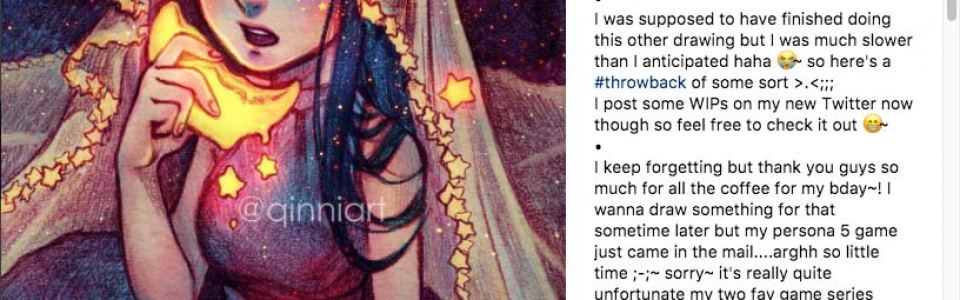 @qinniart
I was supposed to have finished doing
this other drawing but I was much slower
than I anticipated haha 😭~ so here's a
#throwback of some sort >.<;;;
I post some WIPs on my new Twitter now
though so feel free to check it out 😁~
•
I keep forgetting but thank you guys so
much for all the coffee for my bday~! I
wanna draw something for that
sometime later but my persona 5 game
just came in the mail....arghh so little
time ;-;~ sorry~ it's really quite
unfortunate my two fav game series